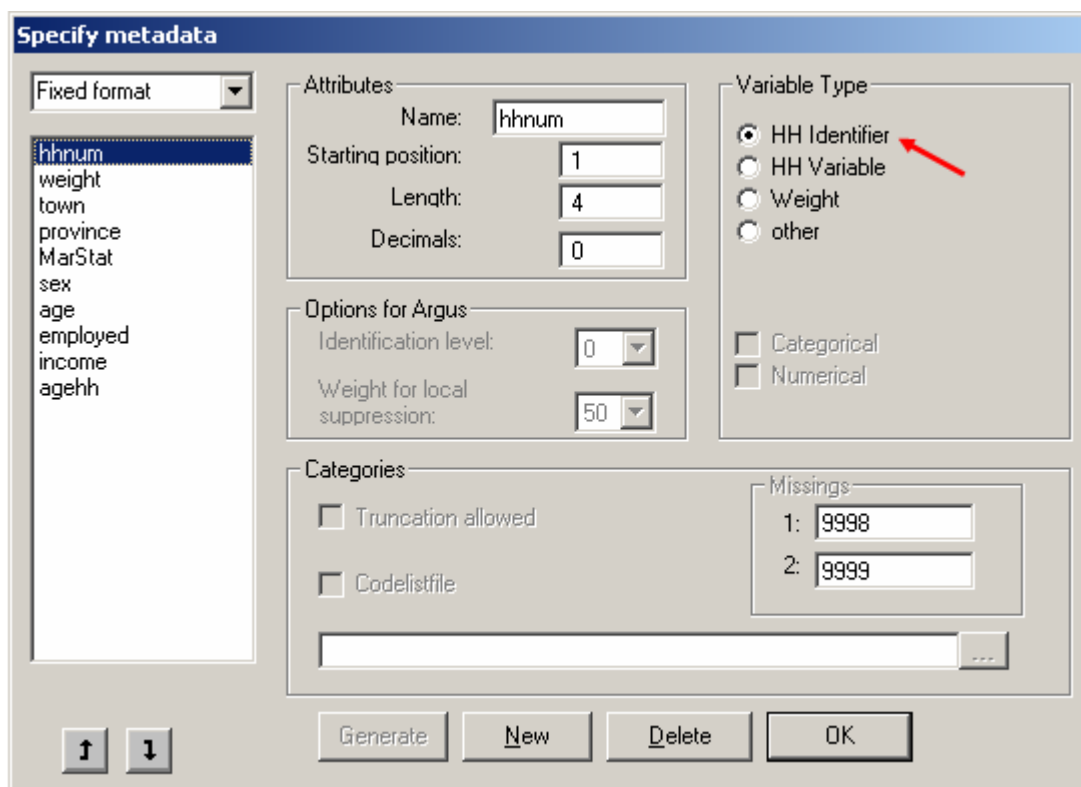 Specify metadata
Fixed format
hhnum
weight
town
province
MarStat
sex
age
employed
income
agehh
Attributes
Name: hhnum
Starting position: 1
Length: 4
Decimals: 0
Options for Argus
Identification level: 0
Weight for local
suppression: 50
Variable Type
HH Identifier
HH Variable
Weight
other
Categorical
Numerical
Categories
Truncation allowed
Codelistfile
Missings
1: 9998
2: 9999
...
Generate New Delete OK